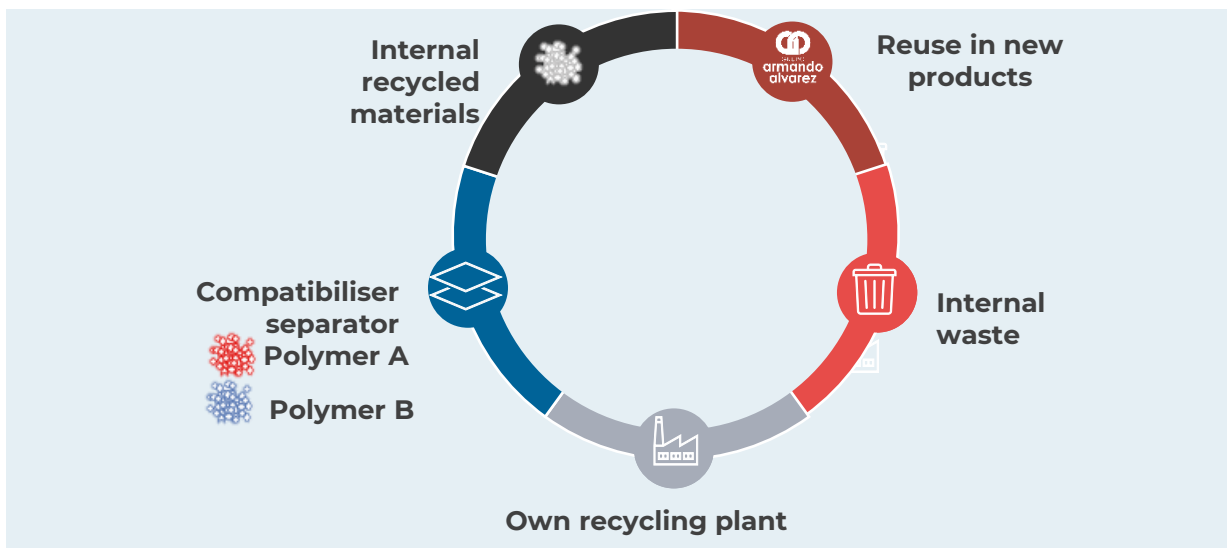 Internal
recycled
materials
armando
alvarez
Reuse in new
products
Compatibiliser
separator
Polymer A
Polymer B
Internal
waste
Own recycling plant